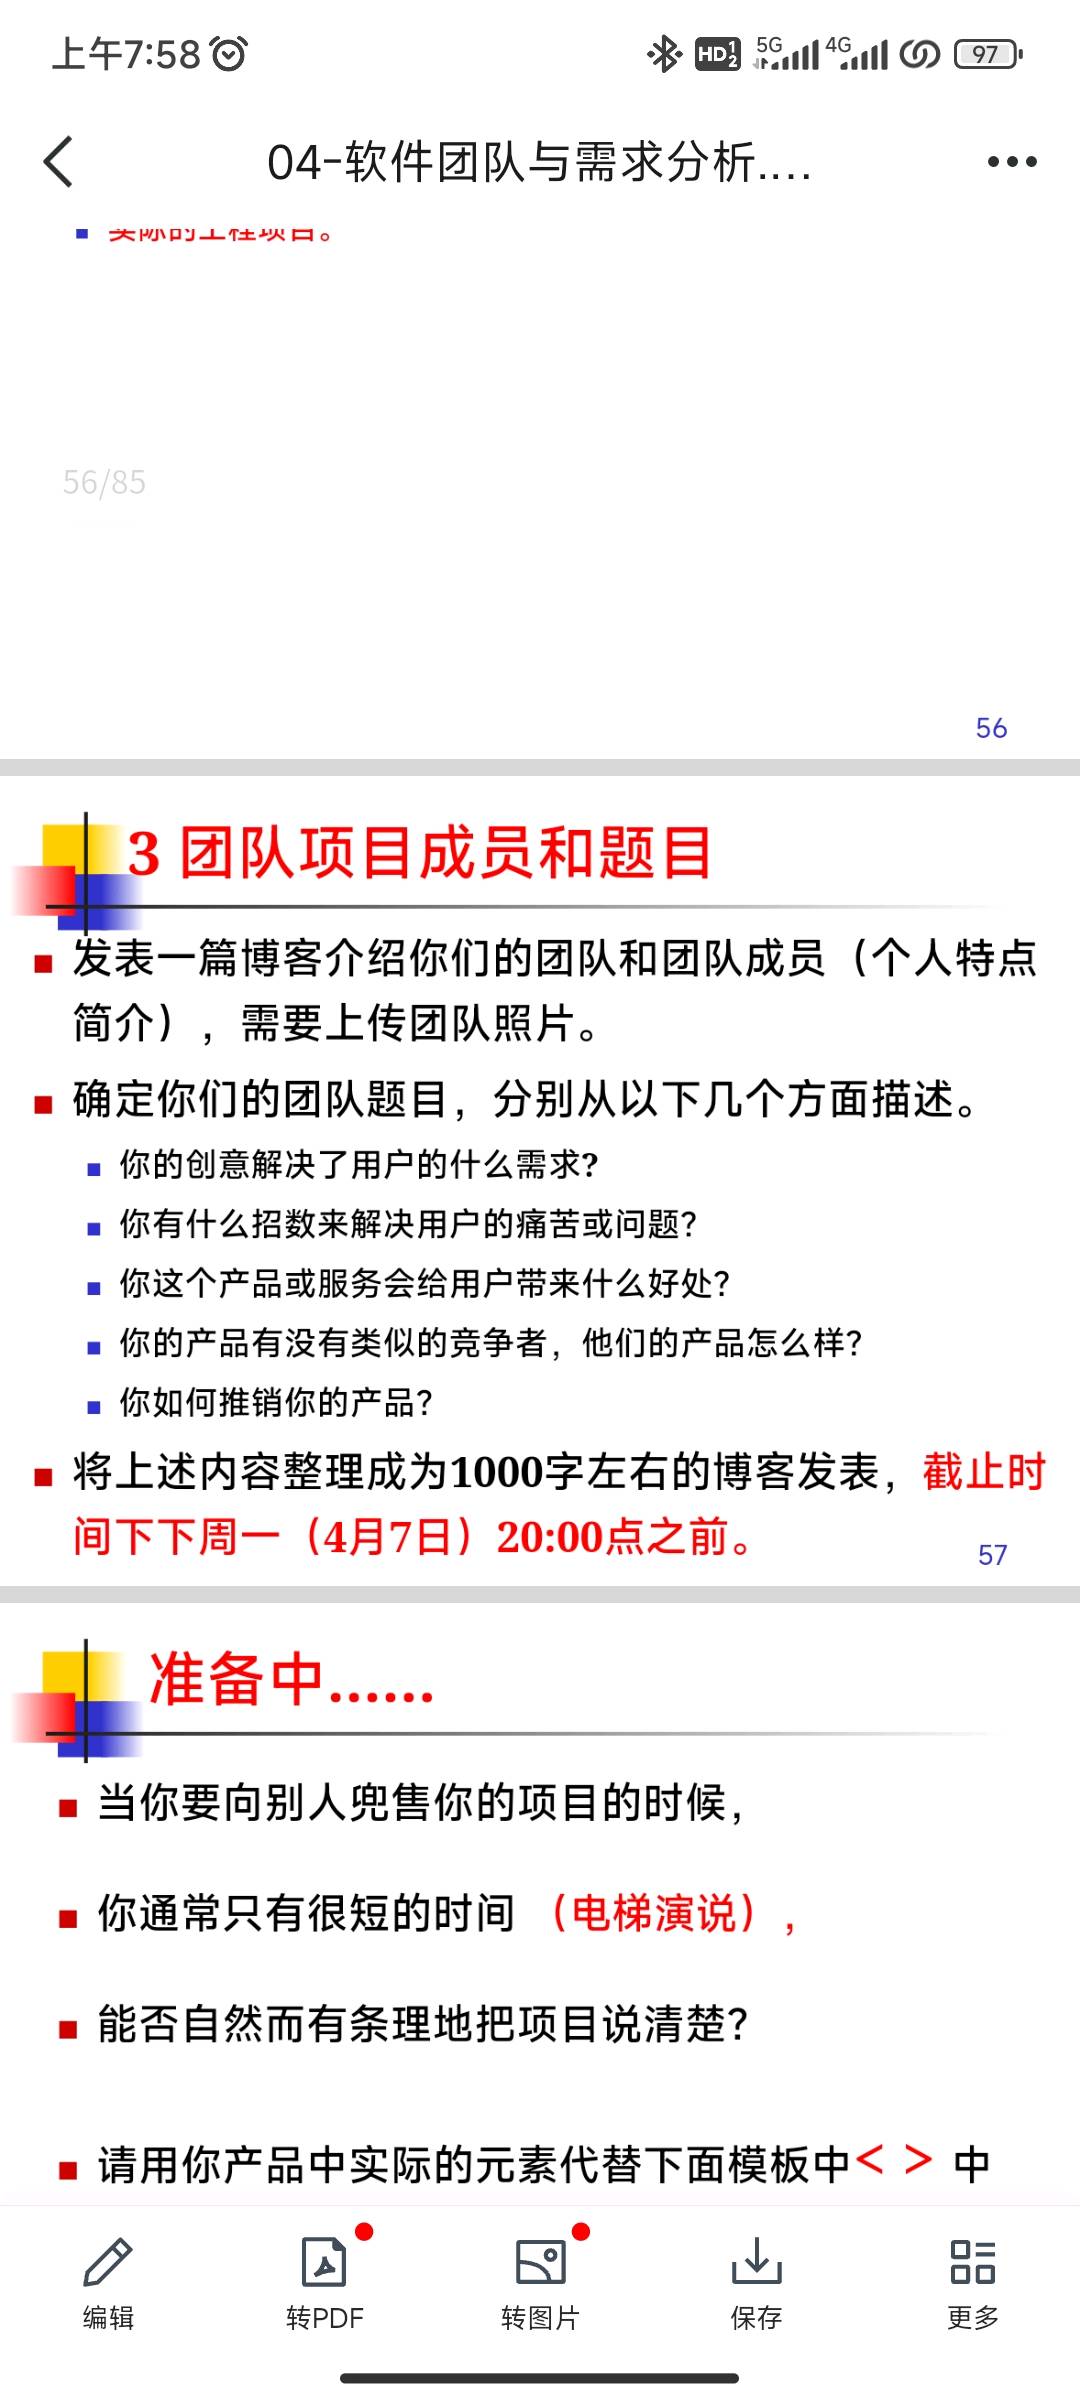 上午7:58
HD 1 2
5G
4G
97
04-软件团队与需求分析....
实际的工程项目。
56/85
56
3 团队项目成员和题目
发表一篇博客介绍你们的团队和团队成员（个人特点
简介），需要上传团队照片。
确定你们的团队题目，分别从以下几个方面描述。
你的创意解决了用户的什么需求?
你有什么招数来解决用户的痛苦或问题？
你这个产品或服务会给用户带来什么好处？
你的产品有没有类似的竞争者，他们的产品怎么样？
你如何推销你的产品？
将上述内容整理成为1000字左右的博客发表，截止时
间下下周一（4月7日）20:00点之前。
57
准备中......
当你要向别人兜售你的项目的时候，
你通常只有很短的时间 （电梯演说），
能否自然而有条理地把项目说清楚？
请用你产品中实际的元素代替下面模板中< > 中
编辑
转PDF
转图片
保存
更多